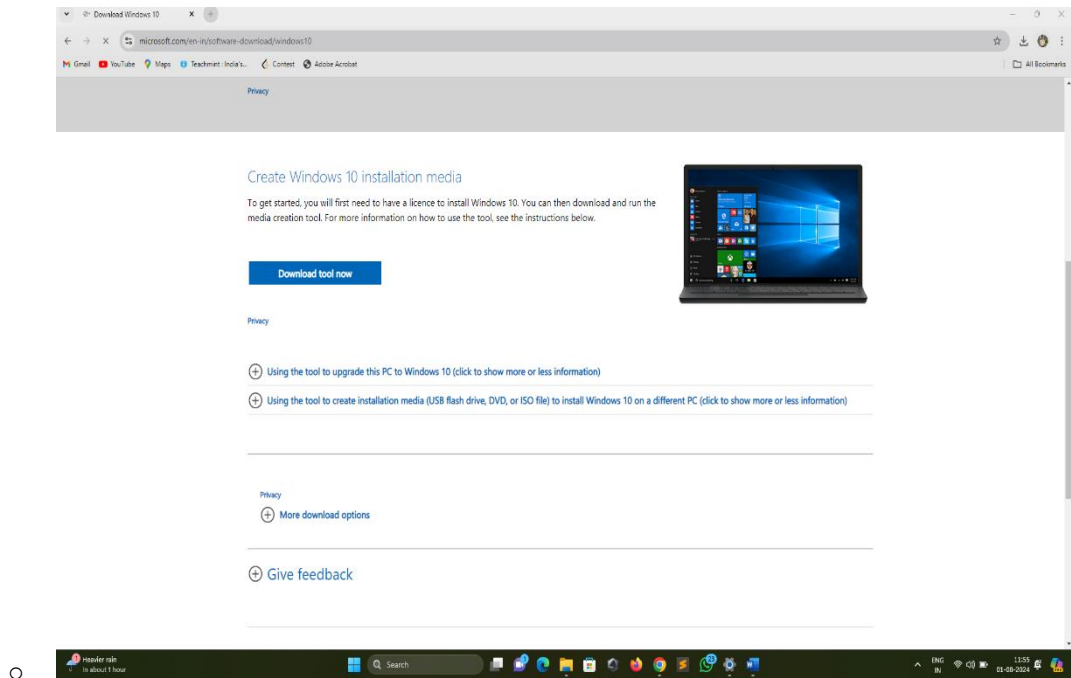 Download Windows 10
microsoft.com/en-in/software-download/windows10
Gmail YouTube Maps Teachmint : India's... Contest Adobe Acrobat All Bookmarks
Privacy
Create Windows 10 installation media
To get started, you will first need to have a licence to install Windows 10. You can then download and run the
media creation tool. For more information on how to use the tool, see the instructions below.
Download tool now
Privacy
Using the tool to upgrade this PC to Windows 10 (click to show more or less information)
Using the tool to create installation media (USB flash drive, DVD, or ISO file) to install Windows 10 on a different PC (click to show more or less information)
Privacy
More download options
Give feedback
Heavier rain
In about 1 hour
Search
ENG
IN
11:55
01-08-2024